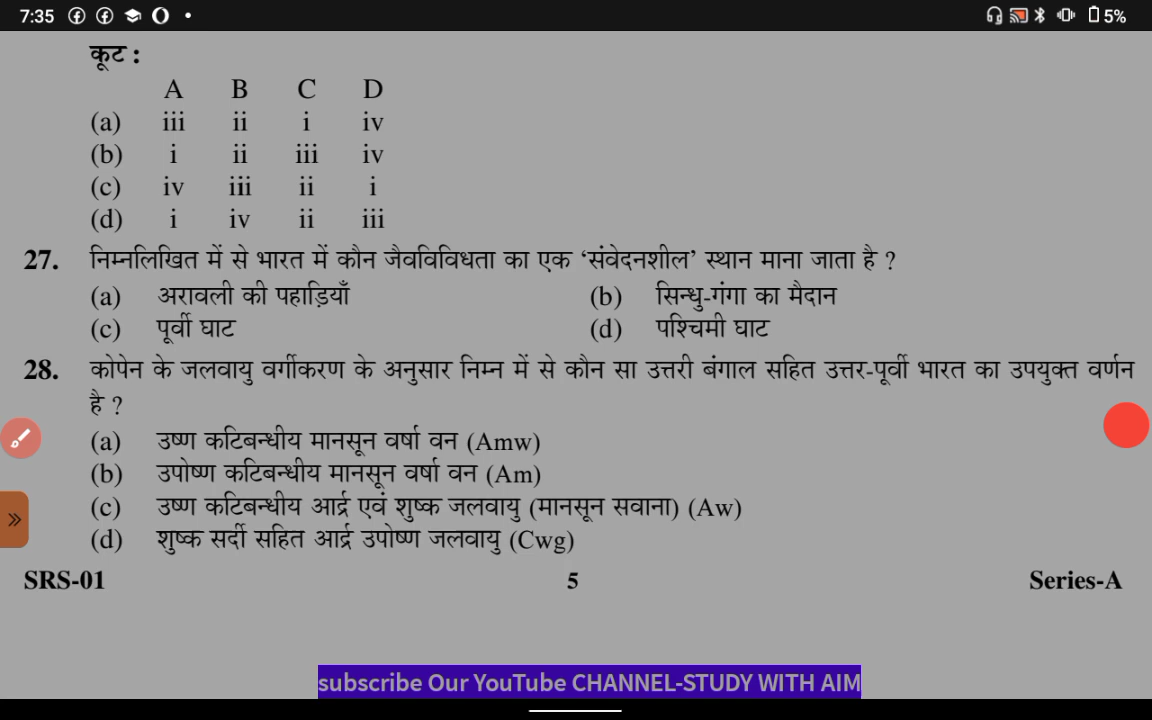 7:35
5%
कूट :
A B C D
(a) iii ii i iv
(b) i ii iii iv
(c) iv iii ii i
(d) i iv ii iii
27. निम्नलिखित में से भारत में कौन जैवविविधता का एक ‘संवेदनशील’ स्थान माना जाता है ?
(a) अरावली की पहाड़ियाँ (b) सिन्धु-गंगा का मैदान
(c) पूर्वी घाट (d) पश्चिमी घाट
28. कोपेन के जलवायु वर्गीकरण के अनुसार निम्न में से कौन सा उत्तरी बंगाल सहित उत्तर-पूर्वी भारत का उपयुक्त वर्णन
है ?
(a) उष्ण कटिबन्धीय मानसून वर्षा वन (Amw)
(b) उपोष्ण कटिबन्धीय मानसून वर्षा वन (Am)
(c) उष्ण कटिबन्धीय आर्द्र एवं शुष्क जलवायु (मानसून सवाना) (Aw)
(d) शुष्क सर्दी सहित आर्द्र उपोष्ण जलवायु (Cwg)
SRS-01 5 Series-A
subscribe Our YouTube CHANNEL-STUDY WITH AIM